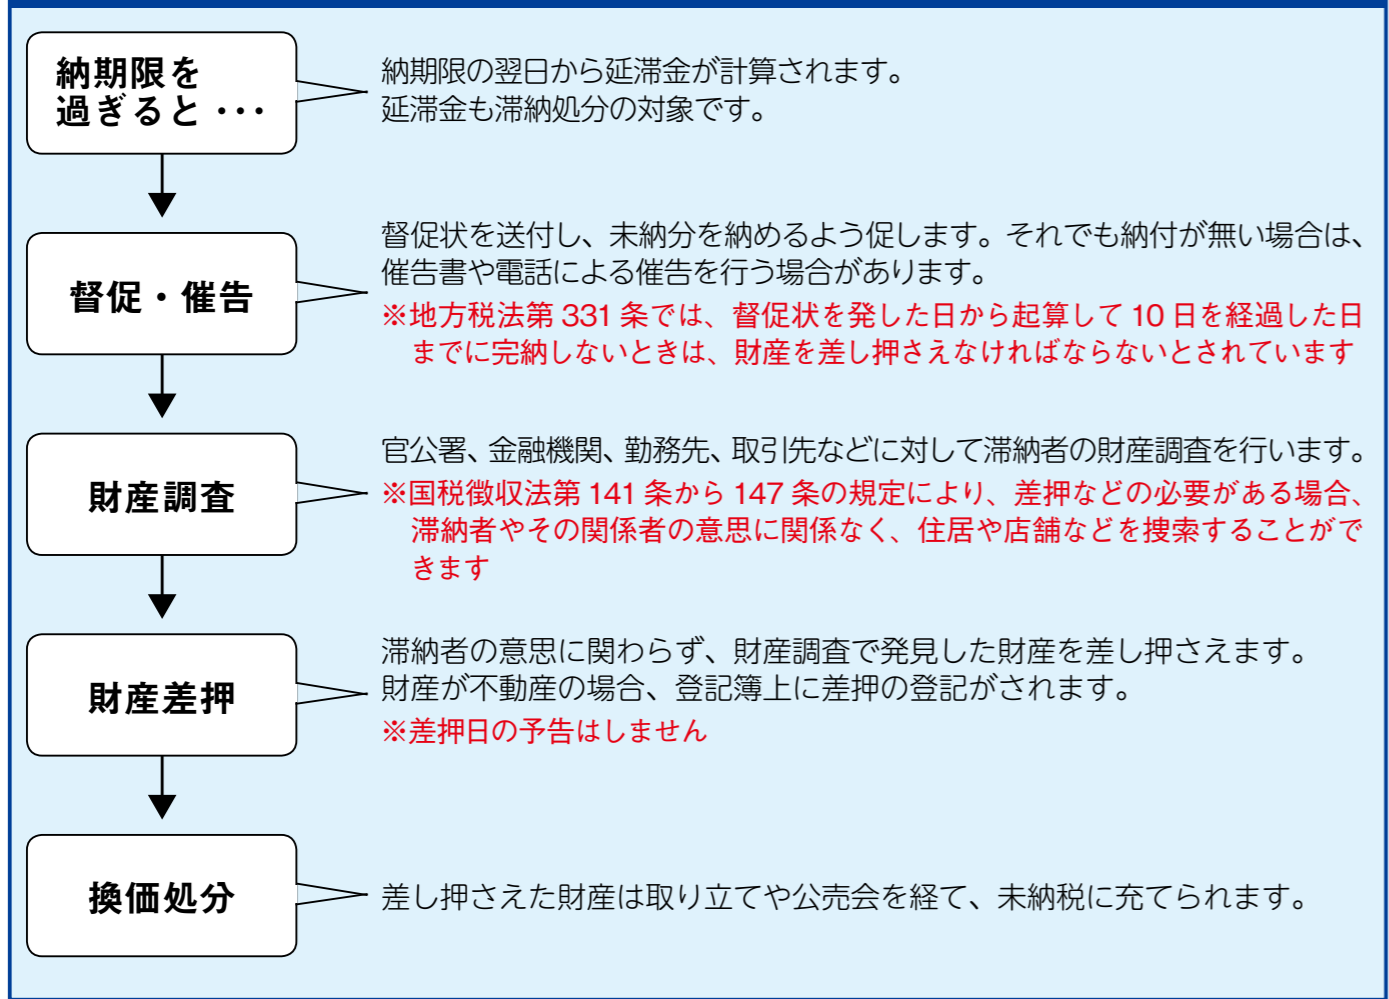 納期限を
過ぎると・・・
納期限の翌日から延滞金が計算されます。
延滞金も滞納処分の対象です。
督促・催告
督促状を送付し、未納分を納めるよう促します。それでも納付が無い場合は、
催告書や電話による催告を行う場合があります。
※地方税法第 331 条では、督促状を発した日から起算して 10 日を経過した日
までに完納しないときは、財産を差し押さえなければならないとされています
財産調査
官公署、金融機関、勤務先、取引先などに対して滞納者の財産調査を行います。
※国税徴収法第 141 条から 147 条の規定により、差押などの必要がある場合、
滞納者やその関係者の意思に関係なく、住居や店舗などを捜索することがで
きます
財産差押
滞納者の意思に関わらず、財産調査で発見した財産を差し押さえます。
財産が不動産の場合、登記簿上に差押の登記がされます。
※差押日の予告はしません
換価処分
差し押さえた財産は取り立てや公売会を経て、未納税に充てられます。